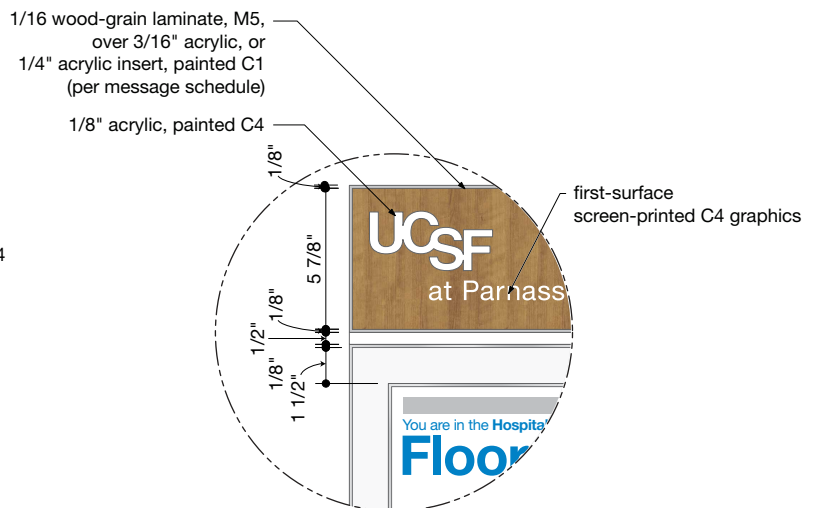 1/16 wood-grain laminate, M5,
over 3/16" acrylic, or
1/4" acrylic insert, painted C1
(per message schedule)
1/8" acrylic, painted C4
first-surface
screen-printed C4 graphics
4
1/8"
5 7/8"
1/8"
1/2"
1/8"
1 1/2"
UCSF
at Parnass
You are in the Hospital
Floor